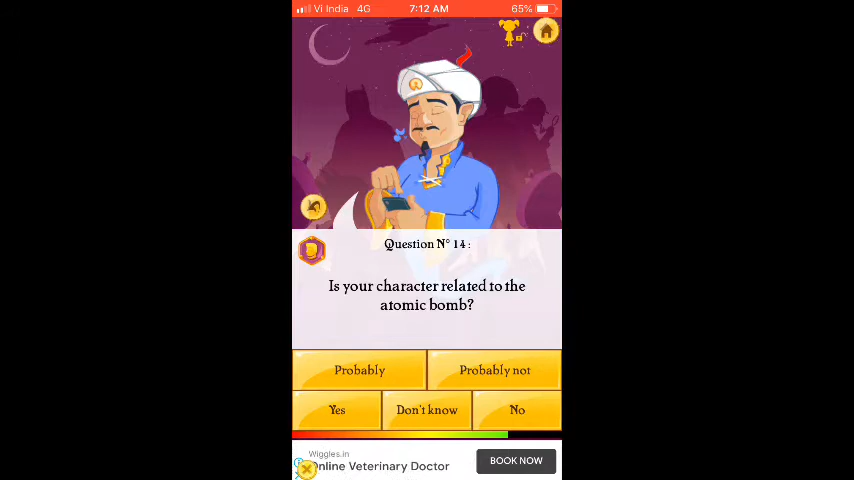 Vi India 4G 7:12 AM 65%
Question N° 14 :
Is your character related to the
atomic bomb?
Probably Probably not
Yes Don't know No
Wiggles.in
Online Veterinary Doctor
BOOK NOW